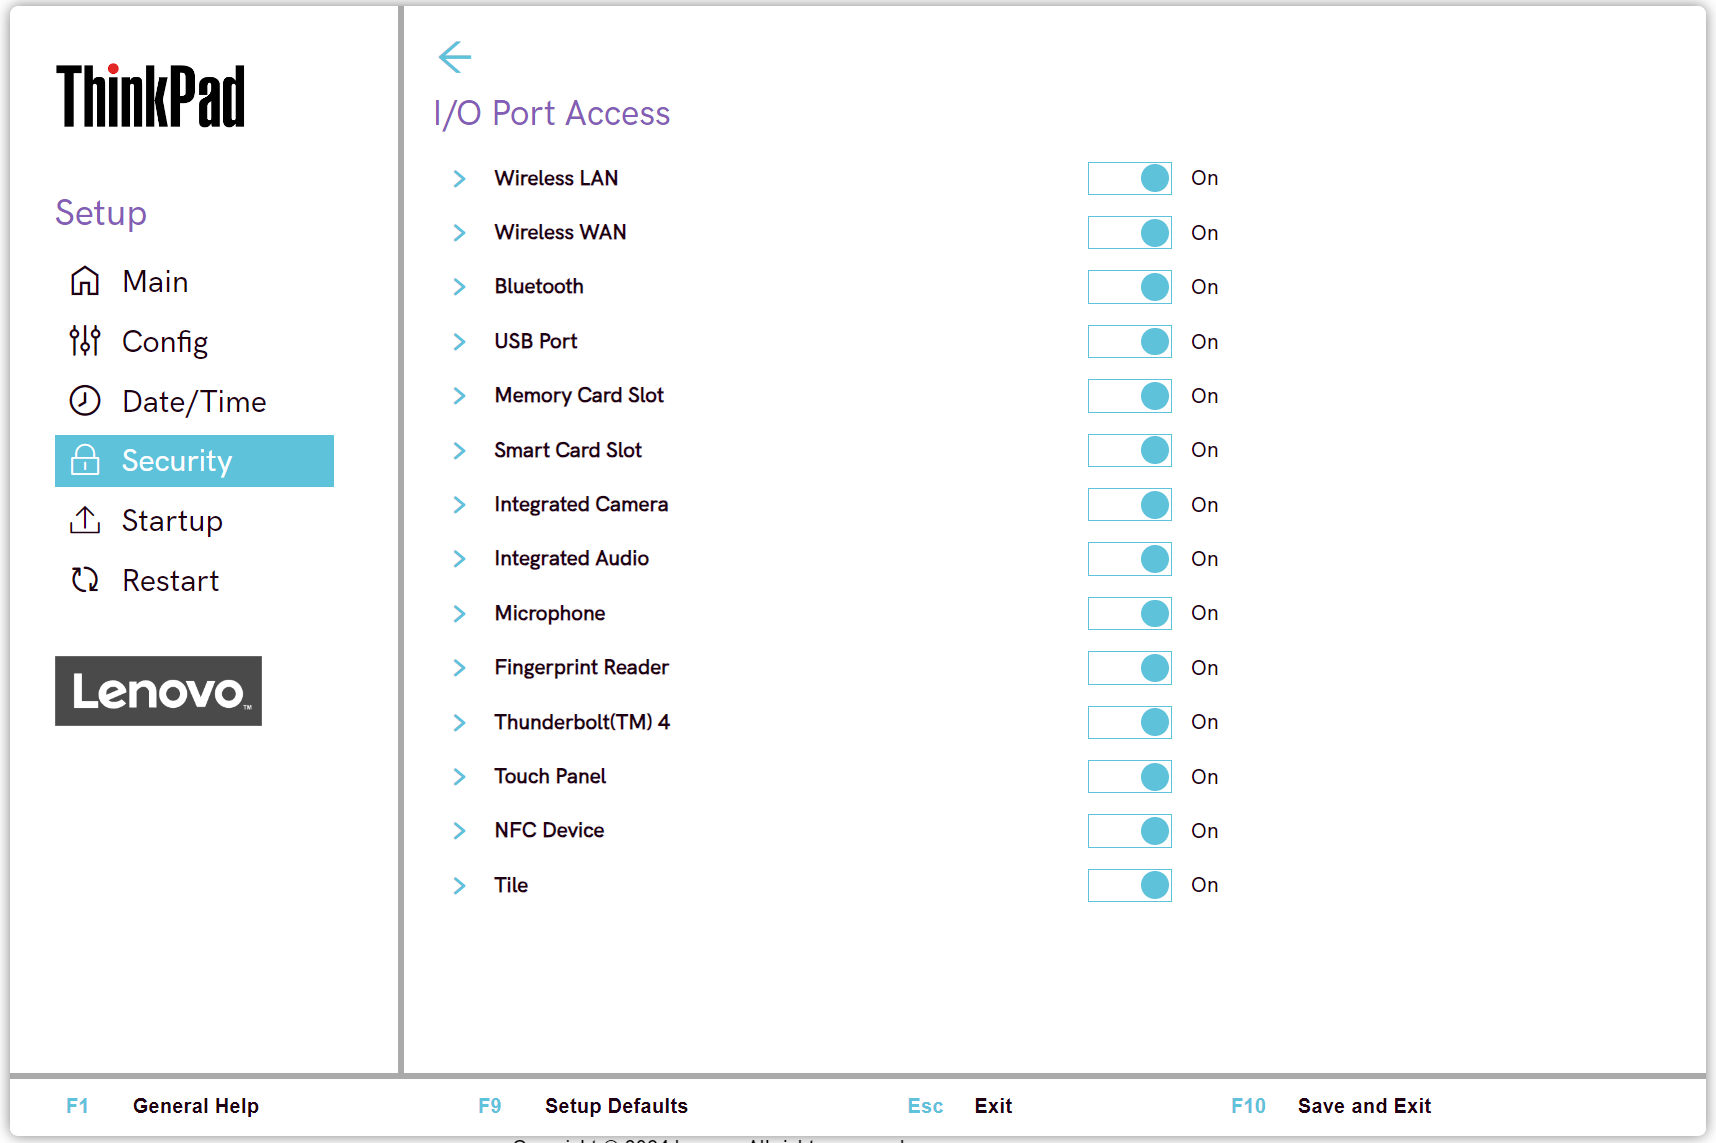 ThinkPad
Setup
Main
Config
Date/Time
Security
Startup
Restart
Lenovo™
I/O Port Access
Wireless LAN On
Wireless WAN On
Bluetooth On
USB Port On
Memory Card Slot On
Smart Card Slot On
Integrated Camera On
Integrated Audio On
Microphone On
Fingerprint Reader On
Thunderbolt(TM) 4 On
Touch Panel On
NFC Device On
Tile On
F1 General Help F9 Setup Defaults Esc Exit F10 Save and Exit